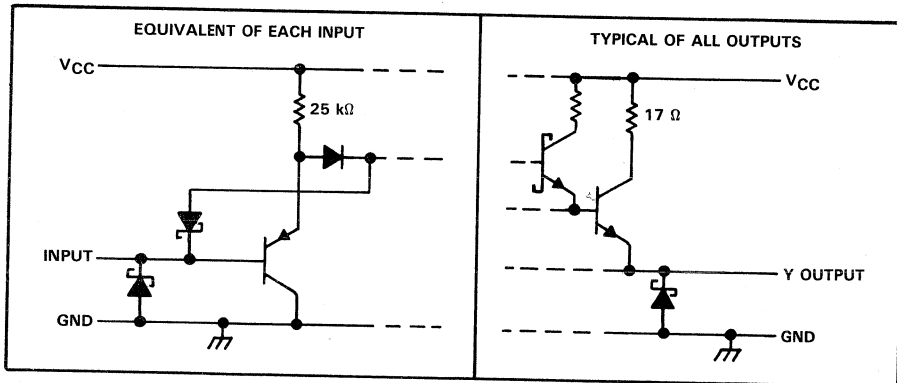 EQUIVALENT OF EACH INPUT
VCC
25 kΩ
INPUT
GND
TYPICAL OF ALL OUTPUTS
VCC
17 Ω
Y OUTPUT
GND